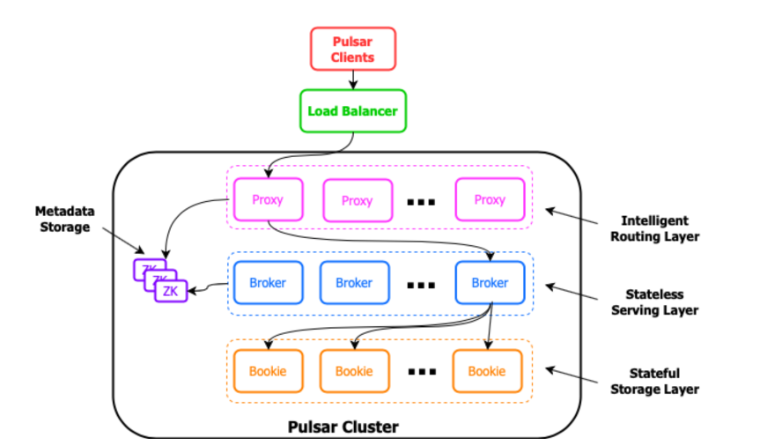 Pulsar
Clients
Load Balancer
Proxy
Proxy
Proxy
Metadata
Storage
Intelligent
Routing Layer
ZK
ZK
ZK
Broker
Broker
Broker
Stateless
Serving Layer
Bookie
Bookie
Bookie
Stateful
Storage Layer
Pulsar Cluster